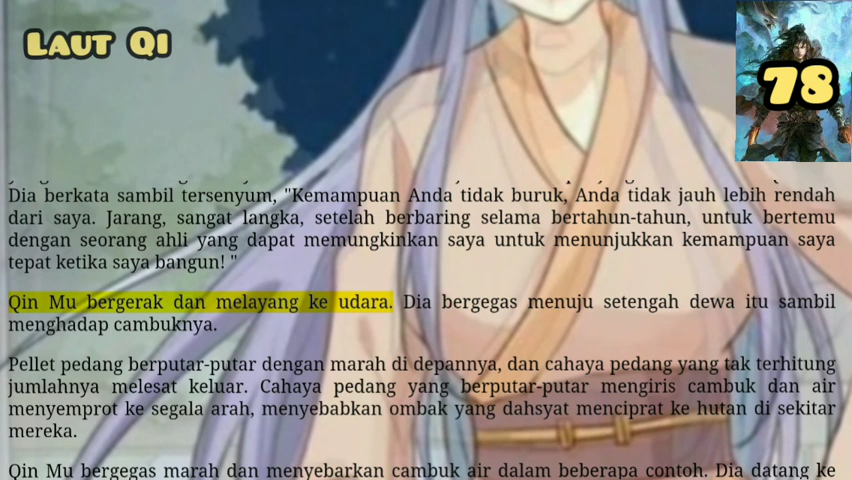 Laut Qi
78
Dia berkata sambil tersenyum, "Kemampuan Anda tidak buruk, Anda tidak jauh lebih rendah
dari saya. Jarang, sangat langka, setelah berbaring selama bertahun-tahun, untuk bertemu
dengan seorang ahli yang dapat memungkinkan saya untuk menunjukkan kemampuan saya
tepat ketika saya bangun! "
Qin Mu bergerak dan melayang ke udara. Dia bergegas menuju setengah dewa itu sambil
menghadap cambuknya.
Pellet pedang berputar-putar dengan marah di depannya, dan cahaya pedang yang tak terhitung
jumlahnya melesat keluar. Cahaya pedang yang berputar-putar mengiris cambuk dan air
menyemprot ke segala arah, menyebabkan ombak yang dahsyat menciprat ke hutan di sekitar
mereka.
Qin Mu bergegas marah dan menyebarkan cambuk air dalam beberapa contoh. Dia datang ke